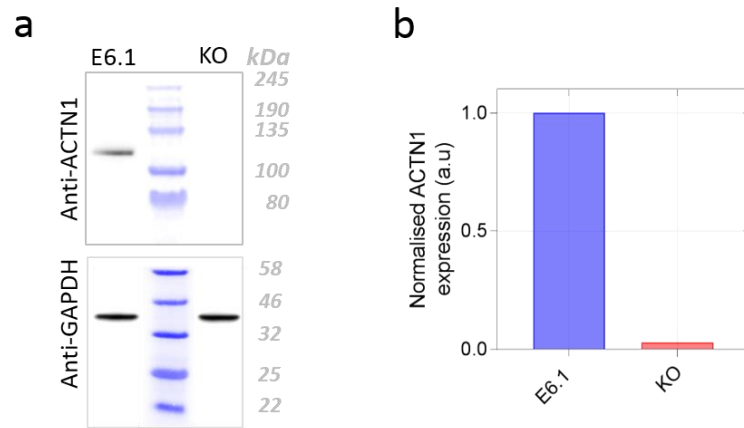 a
E6.1 KO kDa
Anti-ACTN1
245
190
135
100
80
Anti-GAPDH
58
46
32
25
22
b
Normalised ACTN1
expression (a.u)
1.0
0.5
0.0
E6.1
KO